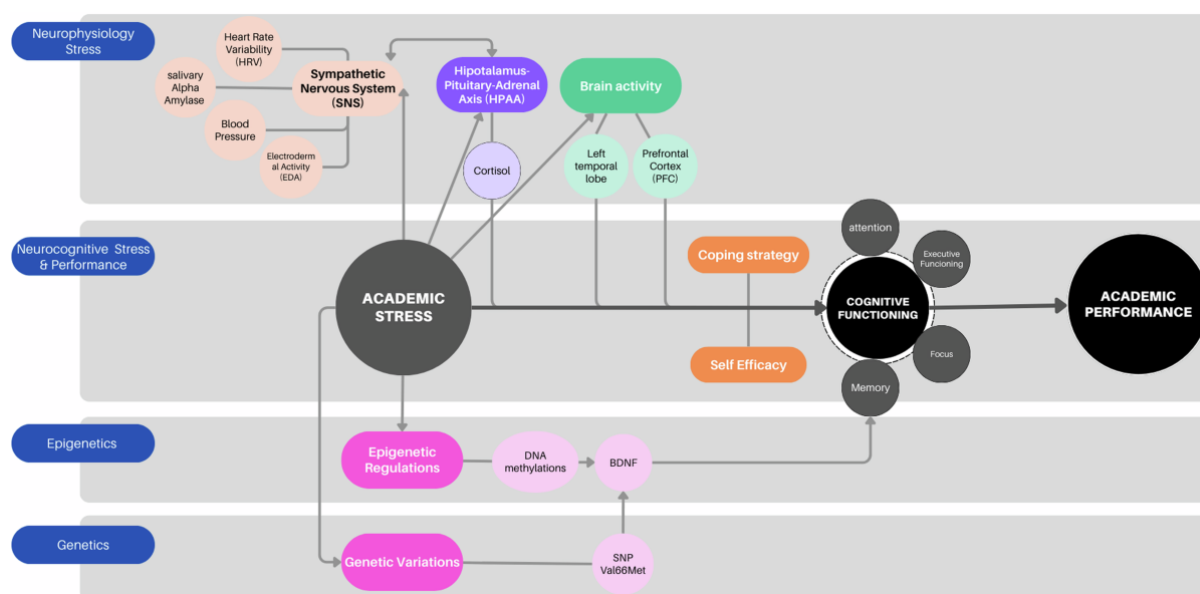 Neurophysiology
Stress
Heart Rate
Variability
(HRV)
salivary
Alpha
Amylase
Blood
Pressure
Electroderm
al Activity
(EDA)
Sympathetic
Nervous System
(SNS)
Hipotalamus-
Pituitary-Adrenal
Axis (HPAA)
Cortisol
Brain activity
Left
temporal
lobe
Prefrontal
Cortex
(PFC)
Neurocognitive Stress
& Performance
ACADEMIC
STRESS
Coping strategy
Self Efficacy
attention
Executive
Funcioning
COGNITIVE
FUNCTIONING
Focus
Memory
ACADEMIC
PERFORMANCE
Epigenetics
Epigenetic
Regulations
DNA
methylations
BDNF
Genetics
Genetic Variations
SNP
Val66Met